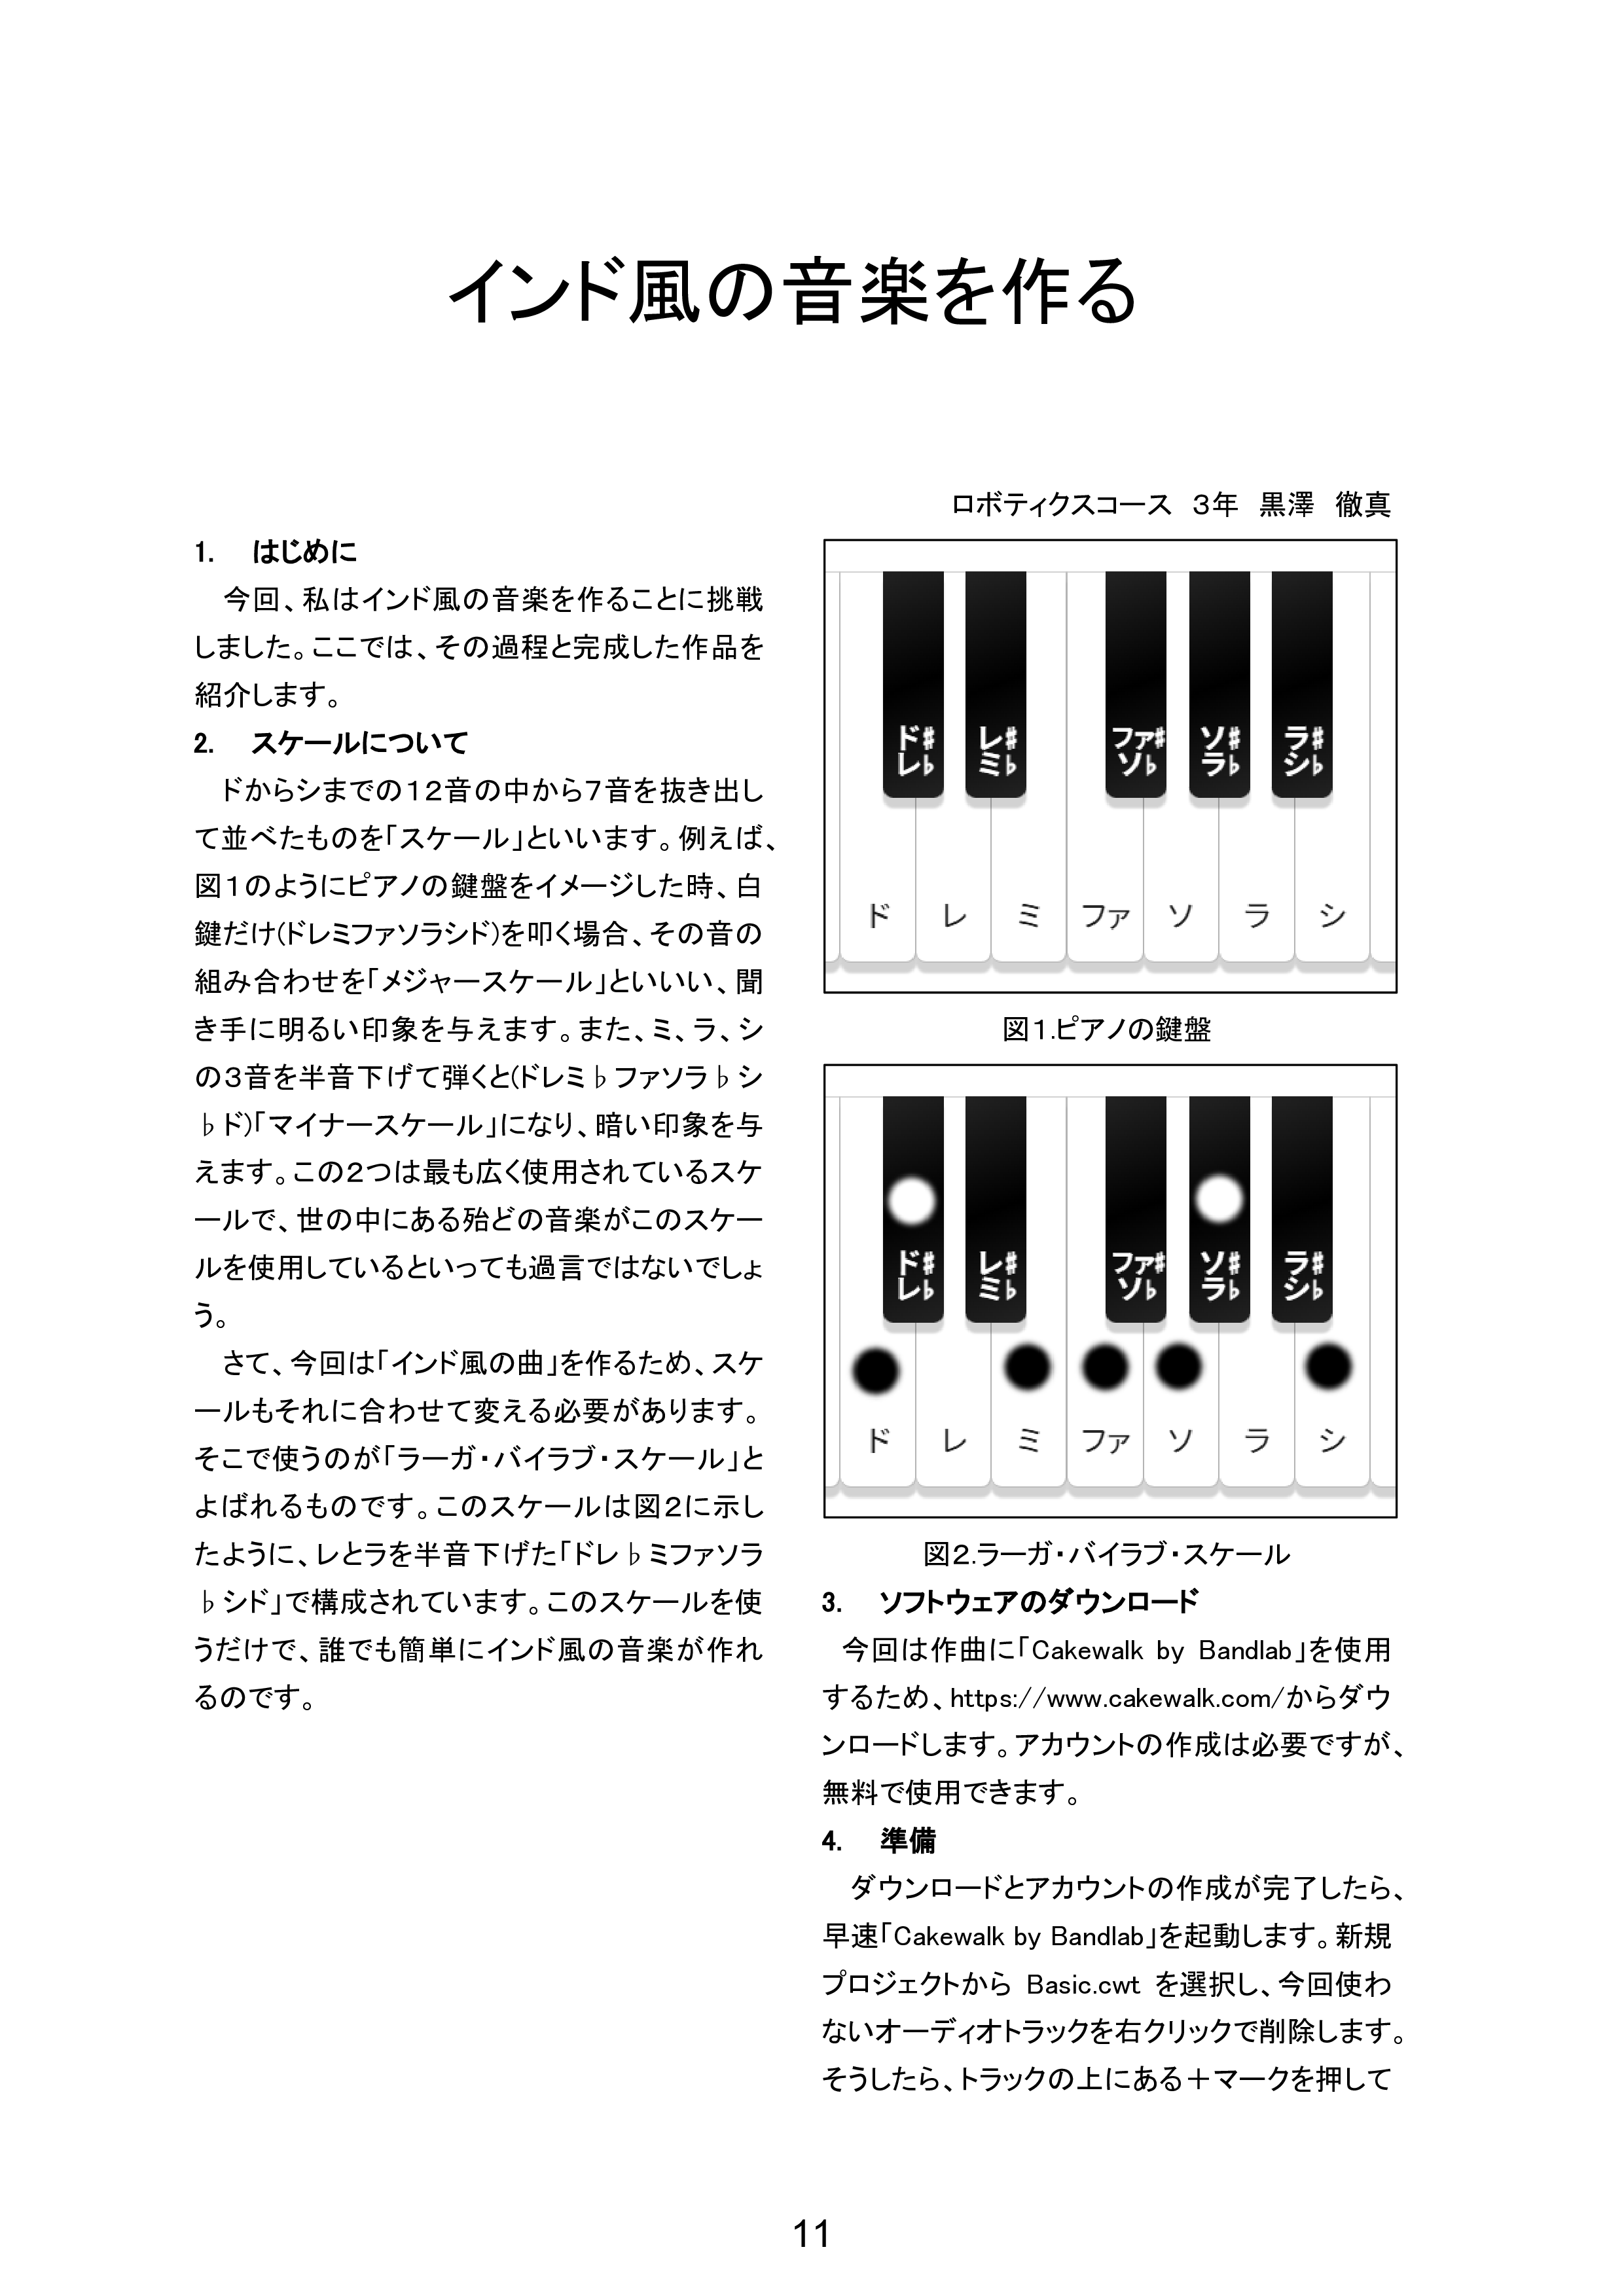 インド風の音楽を作る
ロボティクスコース 3年 黒澤 徹真
1. はじめに
今回、私はインド風の音楽を作ることに挑戦
しました。ここでは、その過程と完成した作品を
紹介します。
2. スケールについて
ドからシまでの12音の中から7音を抜き出し
て並べたものを「スケール」といいます。例えば、
図1のようにピアノの鍵盤をイメージした時、白
鍵だけ(ドレミファソラシド)を叩く場合、その音の
組み合わせを「メジャースケール」といいい、聞
き手に明るい印象を与えます。また、ミ、ラ、シ
の3音を半音下げて弾くと(ドレミ♭ファソラ♭シ
♭ド)「マイナースケール」になり、暗い印象を与
えます。この2つは最も広く使用されているスケ
ールで、世の中にある殆どの音楽がこのスケー
ルを使用しているといっても過言ではないでしょ
う。
さて、今回は「インド風の曲」を作るため、スケ
ールもそれに合わせて変える必要があります。
そこで使うのが「ラーガ・バイラブ・スケール」と
よばれるものです。このスケールは図2に示し
たように、レとラを半音下げた「ドレ♭ミファソラ
♭シド」で構成されています。このスケールを使
うだけで、誰でも簡単にインド風の音楽が作れ
るのです。
ド♯ レ♯ ファ♯ ソ♯ ラ♯
レ♭ ミ♭ ソ♭ ラ♭ シ♭
ド レ ミ ファ ソ ラ シ
図1.ピアノの鍵盤
ド♯ レ♯ ファ♯ ソ♯ ラ♯
レ♭ ミ♭ ソ♭ ラ♭ シ♭
ド レ ミ ファ ソ ラ シ
図2.ラーガ・バイラブ・スケール
3. ソフトウェアのダウンロード
今回は作曲に「Cakewalk by Bandlab」を使用
するため、https://www.cakewalk.com/からダウ
ンロードします。アカウントの作成は必要ですが、
無料で使用できます。
4. 準備
ダウンロードとアカウントの作成が完了したら、
早速「Cakewalk by Bandlab」を起動します。新規
プロジェクトから Basic.cwt を選択し、今回使わ
ないオーディオトラックを右クリックで削除します。
そうしたら、トラックの上にある＋マークを押して
11